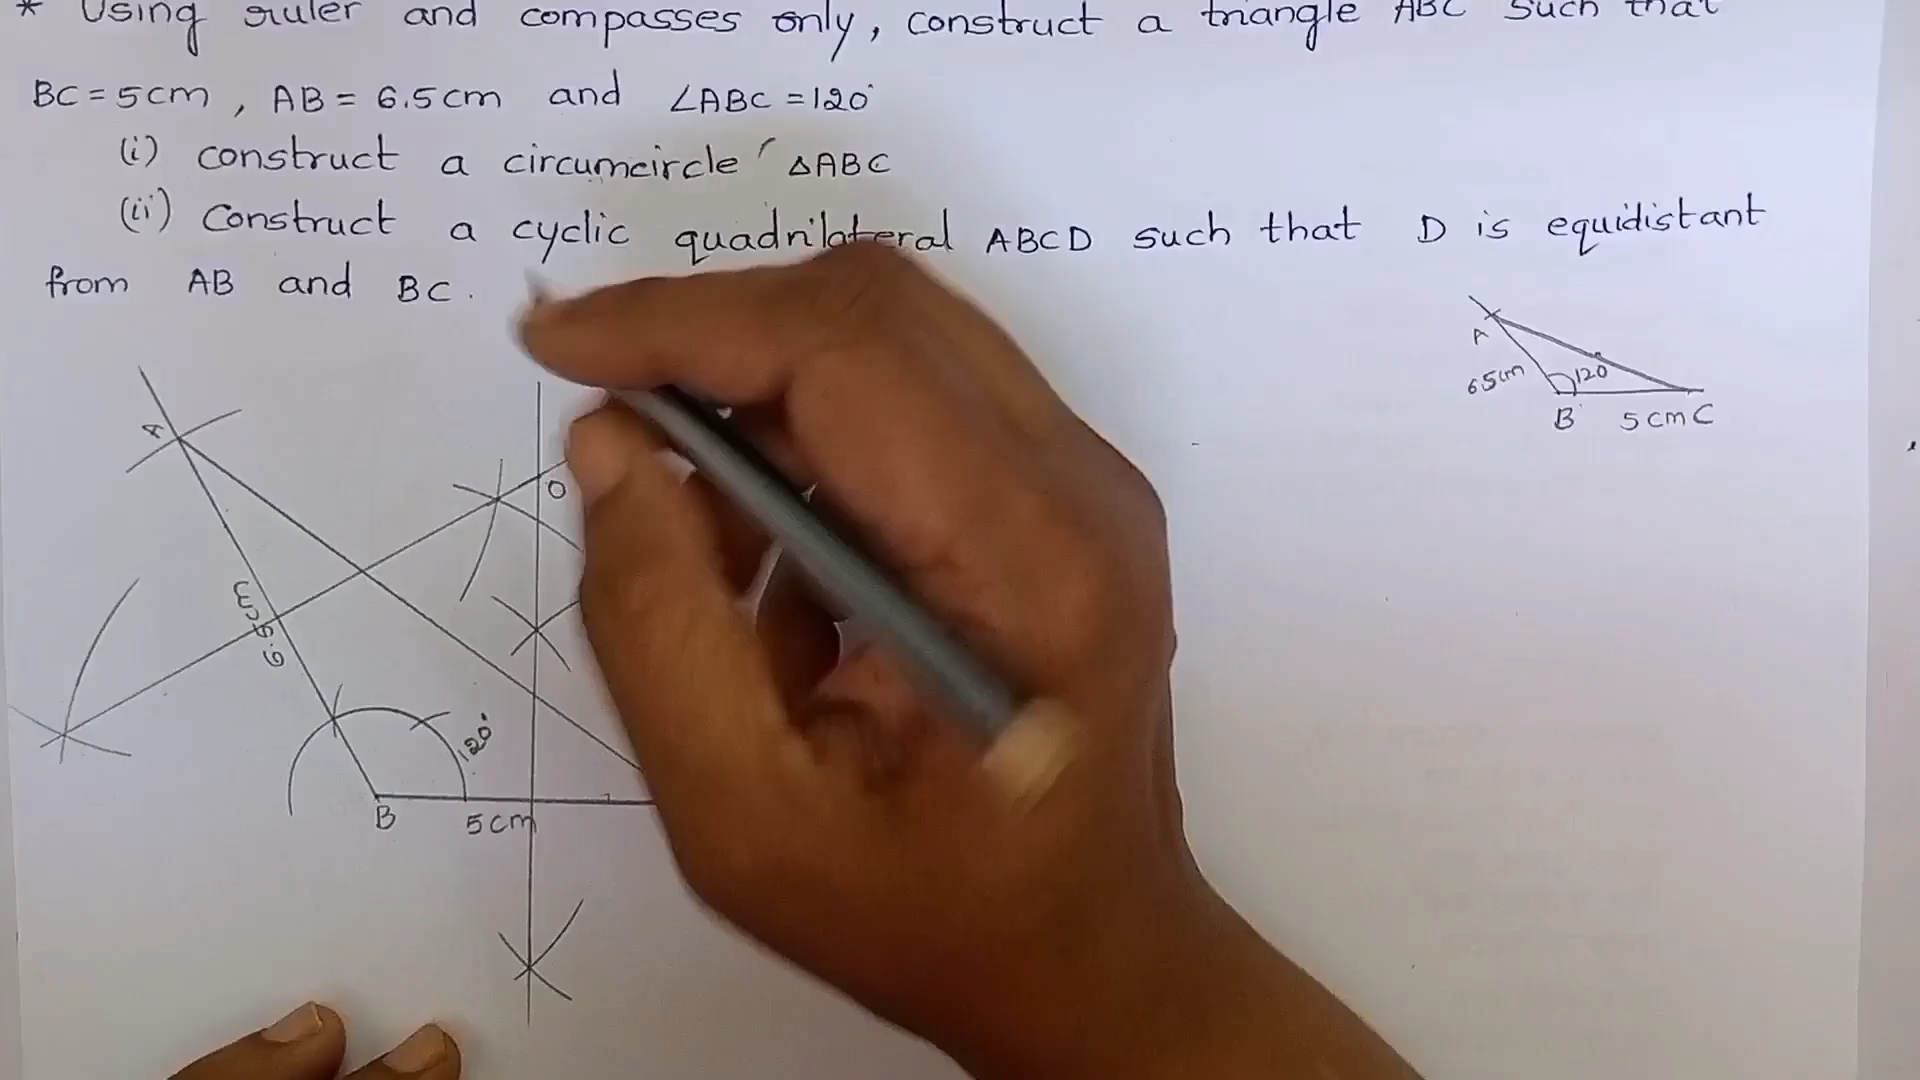 * Using ruler and compasses only, construct a triangle ABC such that
BC = 5cm, AB = 6.5cm and ∠ABC = 120°
(i) construct a circumcircle △ABC
(ii) construct a cyclic quadrilateral ABCD such that D is equidistant
from AB and BC.
A
6.5cm
120
B 5cm C
A
O
6.5cm
120°
B
5cm